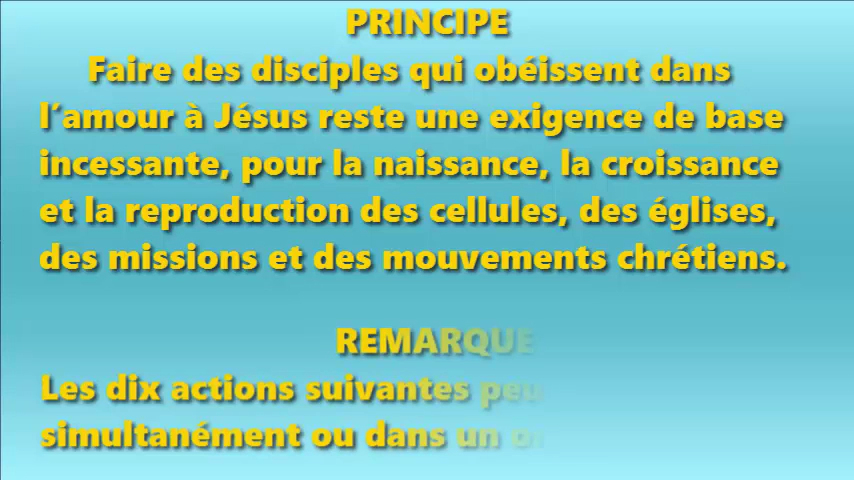 PRINCIPE
Faire des disciples qui obéissent dans
l´amour à Jésus reste une exigence de base
incessante, pour la naissance, la croissance
et la reproduction des cellules, des églises,
des missions et des mouvements chrétiens.
REMARQUE
Les dix actions suivantes
simultanément ou dans un